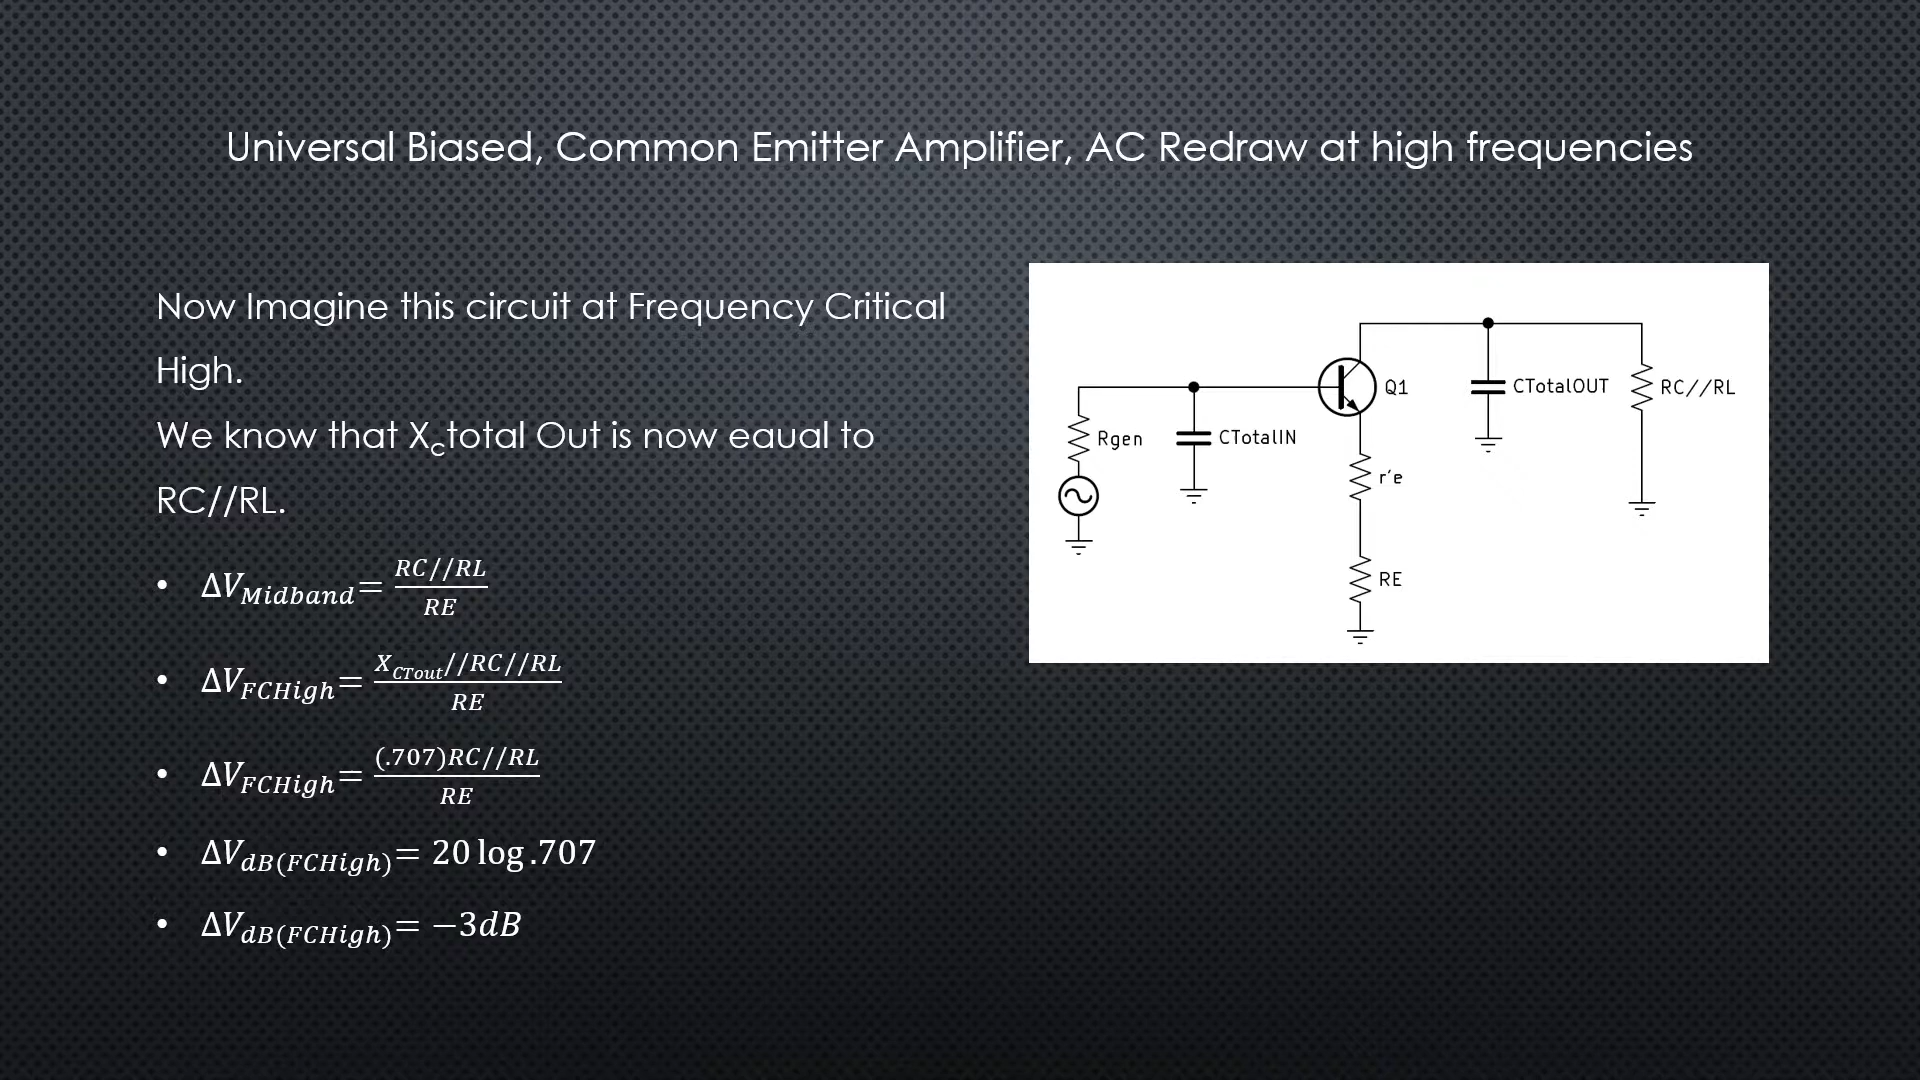 Universal Biased, Common Emitter Amplifier, AC Redraw at high frequencies
Now Imagine this circuit at Frequency Critical
High.
We know that X_ctotal Out is now equal to
RC//RL.
• ΔV_Midband = RC//RL / RE
• ΔV_FCHigh = X_CTout//RC//RL / RE
• ΔV_FCHigh = (.707)RC//RL / RE
• ΔV_dB(FCHigh) = 20 log .707
• ΔV_dB(FCHigh) = −3dB
Q1
CTotalOUT
RC//RL
Rgen
CTotalIN
r'e
RE